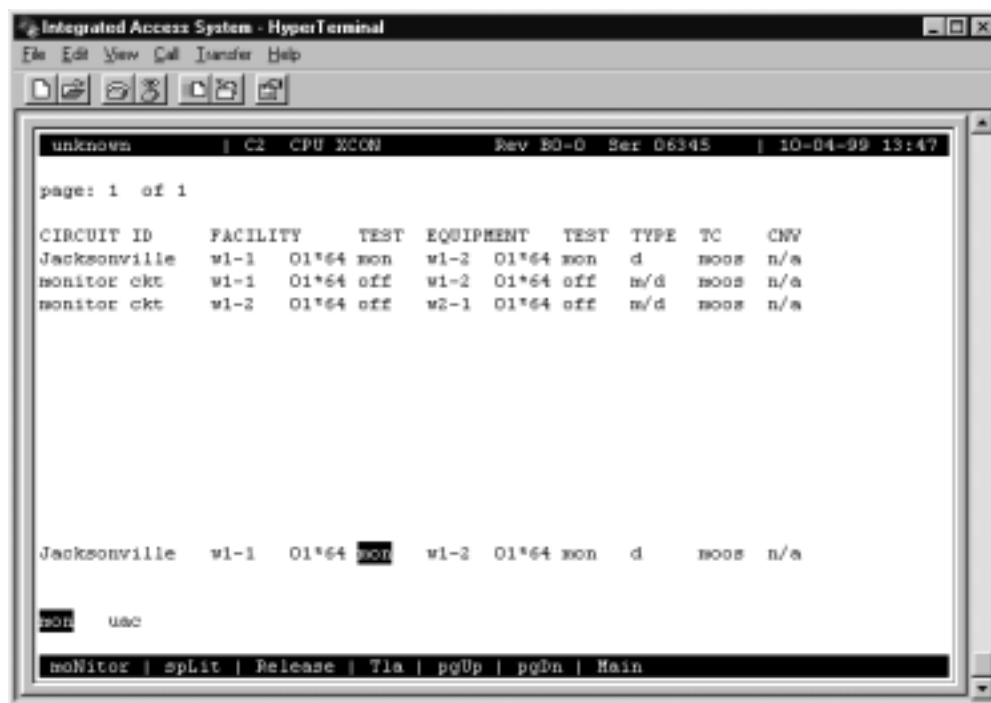 Integrated Access System - HyperTerminal
File Edit View Call Transfer Help
unknown | C2 CPU XCON Rev B0-0 Ser 06345 | 10-04-99 13:47
page: 1 of 1
CIRCUIT ID FACILITY TEST EQUIPMENT TEST TYPE TC CNV
Jacksonville w1-1 01*64 mon w1-2 01*64 mon d moos n/a
monitor ckt w1-1 01*64 off w1-2 01*64 off m/d moos n/a
monitor ckt w1-2 01*64 off w2-1 01*64 off m/d moos n/a
Jacksonville w1-1 01*64 mon w1-2 01*64 mon d moos n/a
mon uac
moNitor | spLit | Release | Tla | pgUp | pgDn | Main